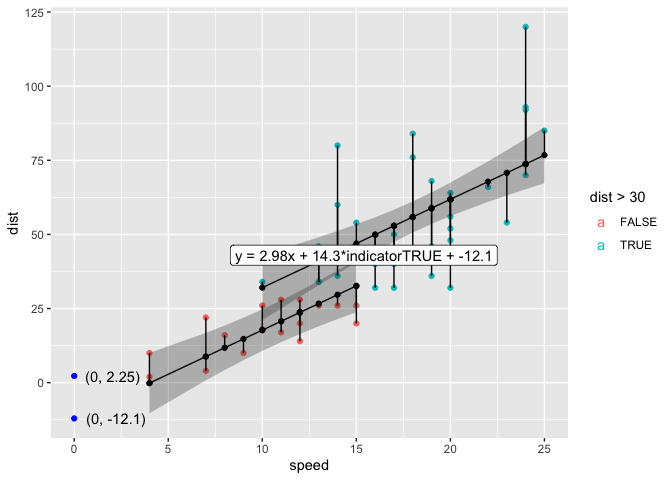 125
100
75
50
25
0
dist
y = 2.98x + 14.3*indicatorTRUE + -12.1
(0, 2.25)
(0, -12.1)
0
5
10
15
20
25
speed
dist > 30
a FALSE
a TRUE